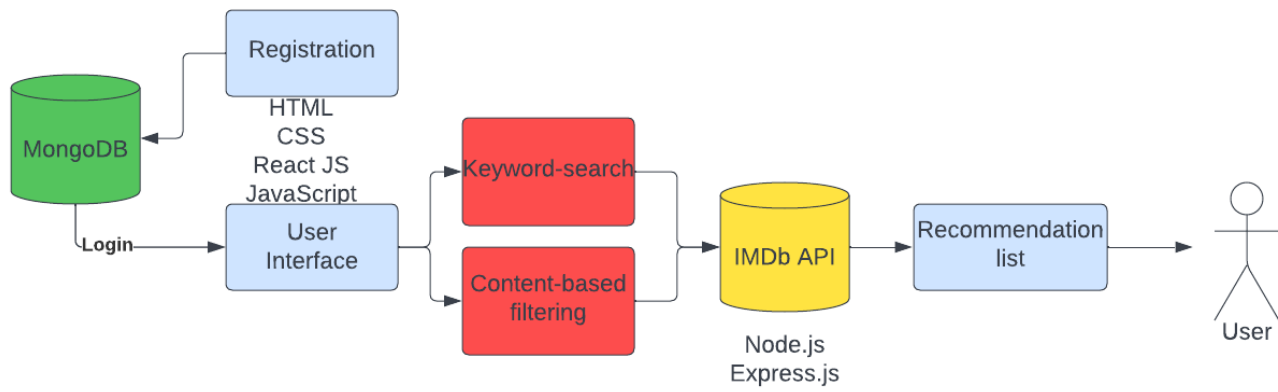 Registration
HTML
CSS
React JS
JavaScript
MongoDB
Login
User
Interface
Keyword-search
Content-based
filtering
IMDb API
Node.js
Express.js
Recommendation
list
User